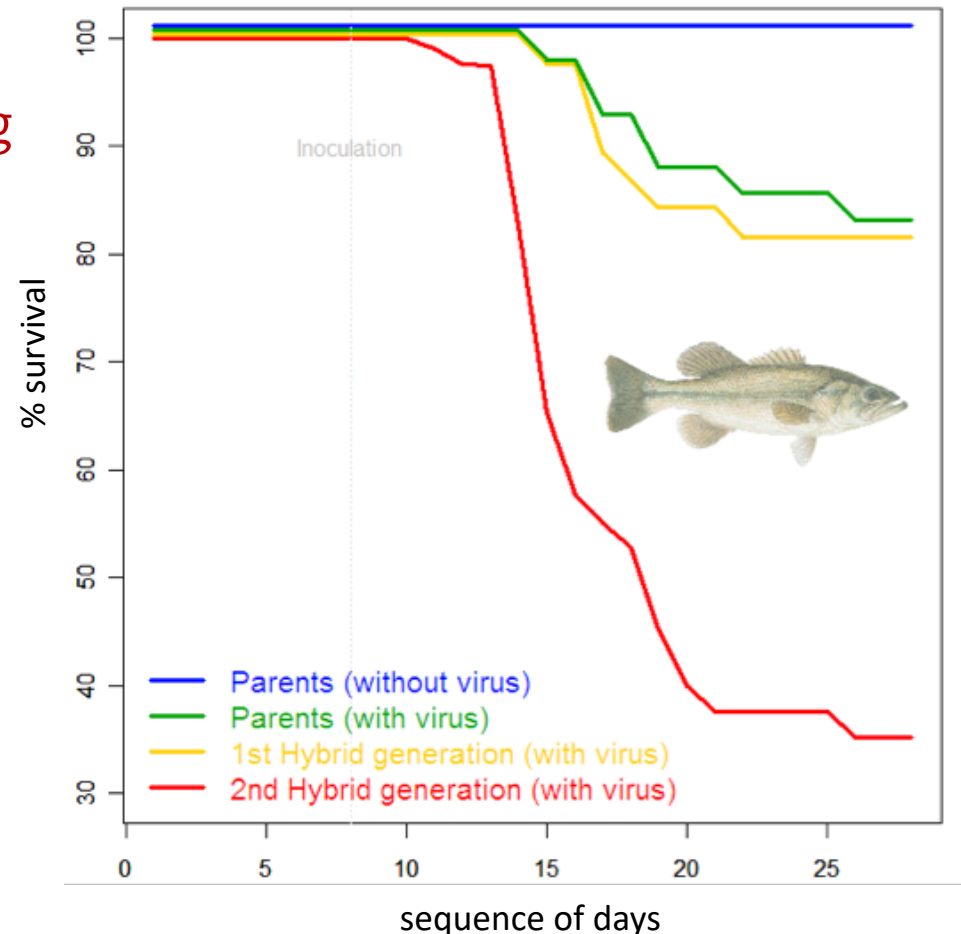 g
% survival
100
90
80
70
60
50
40
30
Inoculation
Parents (without virus)
Parents (with virus)
1st Hybrid generation (with virus)
2nd Hybrid generation (with virus)
0 5 10 15 20 25
sequence of days